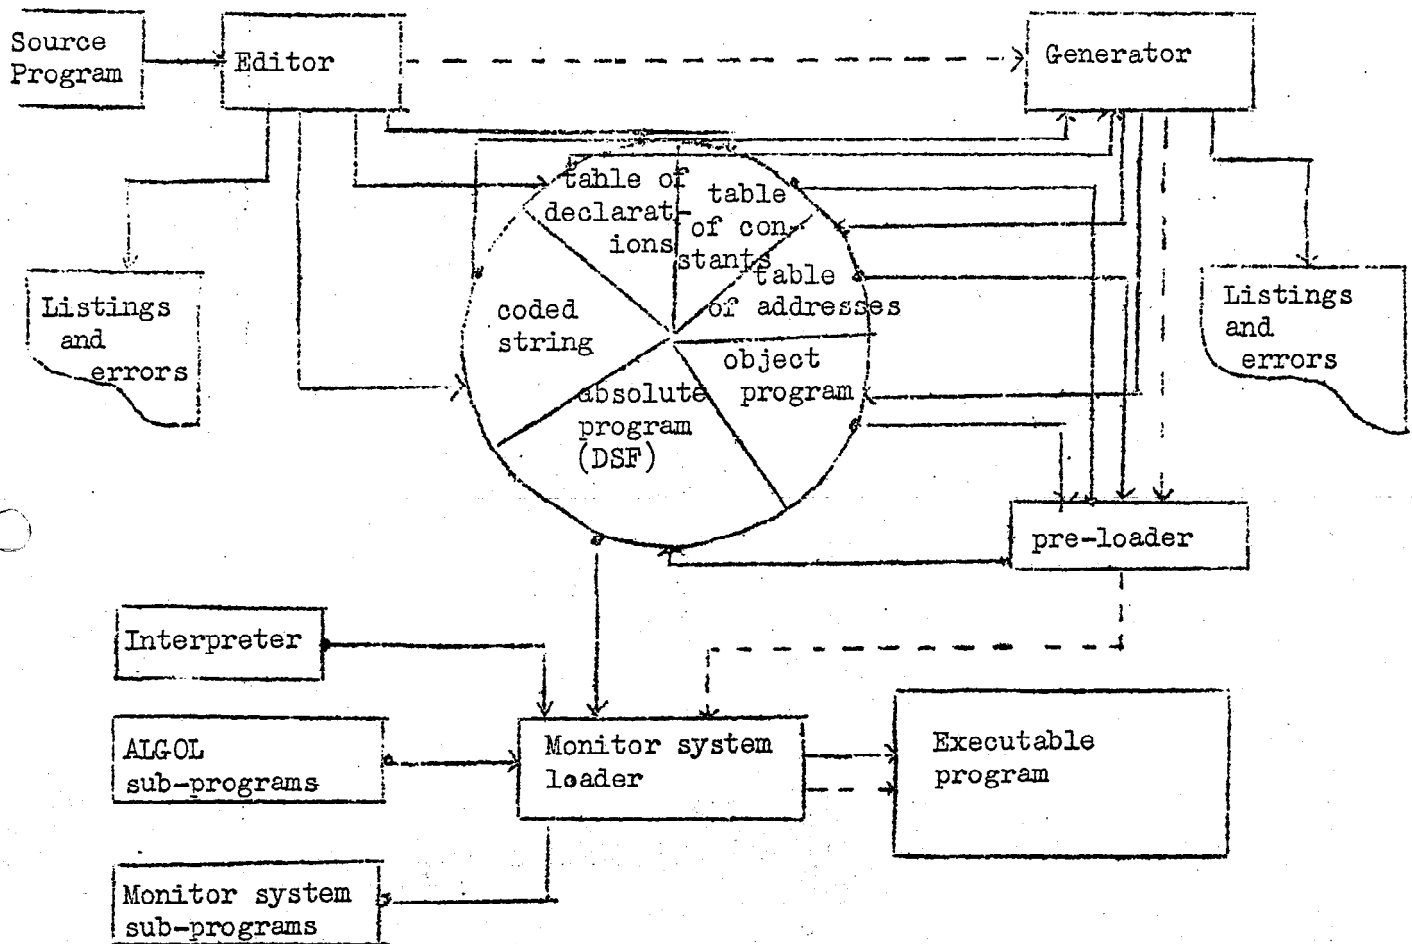 Source
Program
Editor
Generator
table of
declarat-
ions
table
of con-
stants
table
of addresses
coded
string
object
program
absolute
program
(DSF)
Listings
and
errors
Listings
and
errors
pre-loader
Interpreter
ALGOL
sub-programs
Monitor system
loader
Executable
program
Monitor system
sub-programs